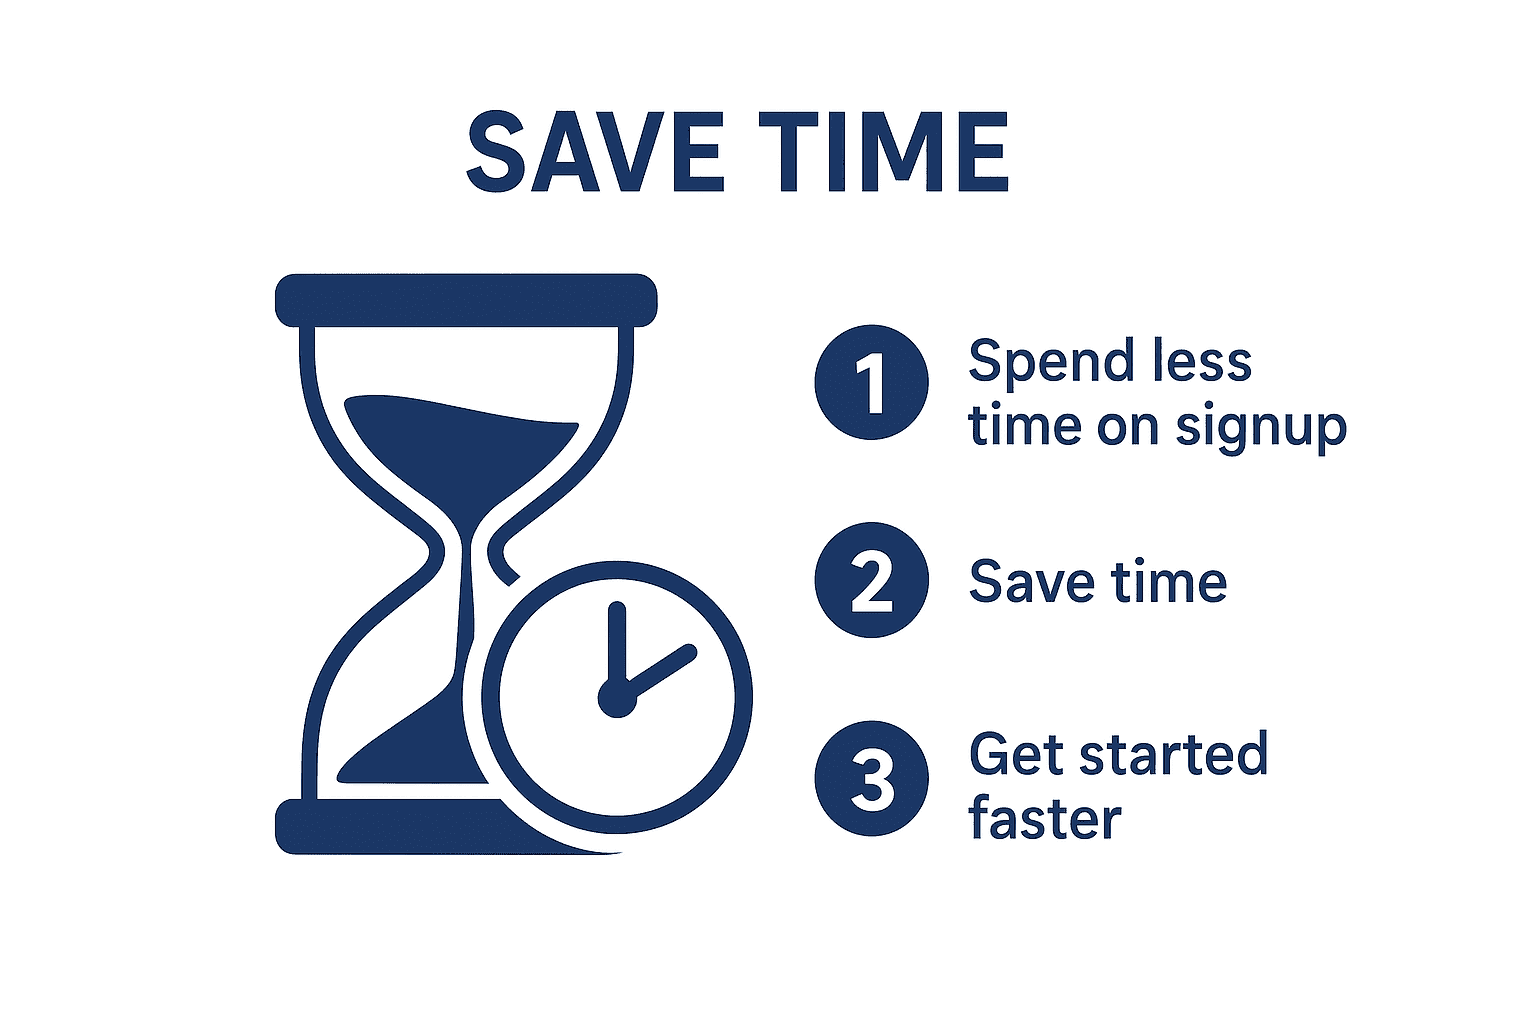 SAVE TIME
1
Spend less
time on signup
2
Save time
3
Get started
faster